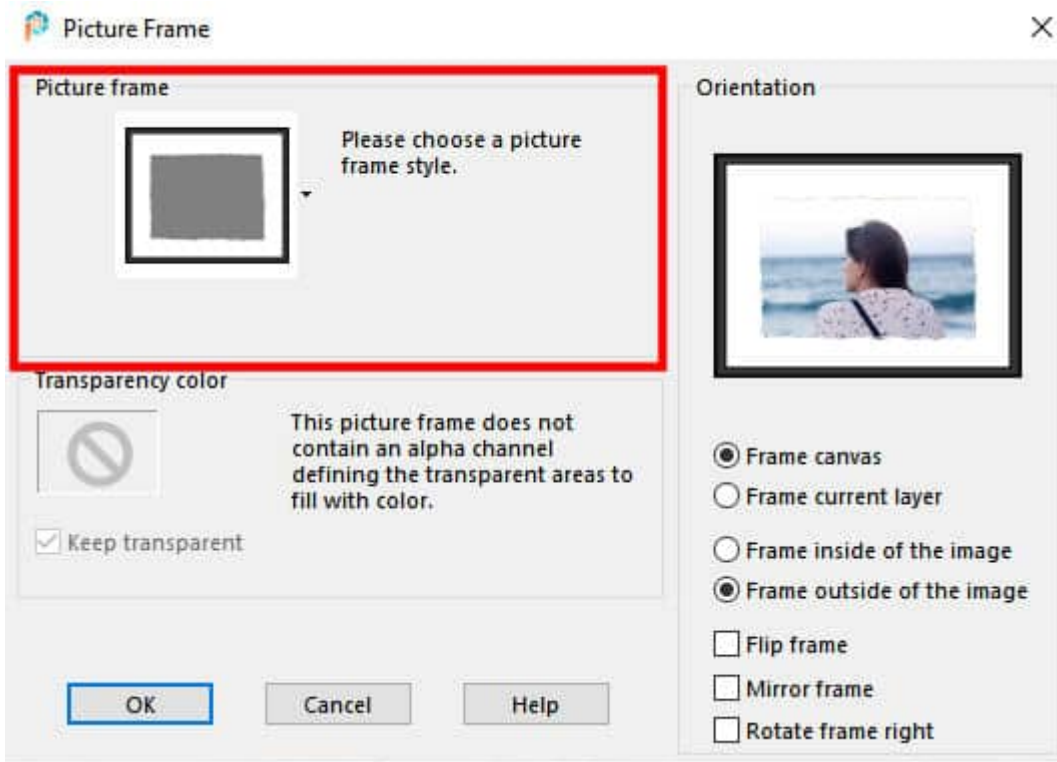 Picture Frame
Picture frame
Please choose a picture
frame style.
Transparency color
This picture frame does not
contain an alpha channel
defining the transparent areas to
fill with color.
Keep transparent
OK
Cancel
Help
Orientation
Frame canvas
Frame current layer
Frame inside of the image
Frame outside of the image
Flip frame
Mirror frame
Rotate frame right